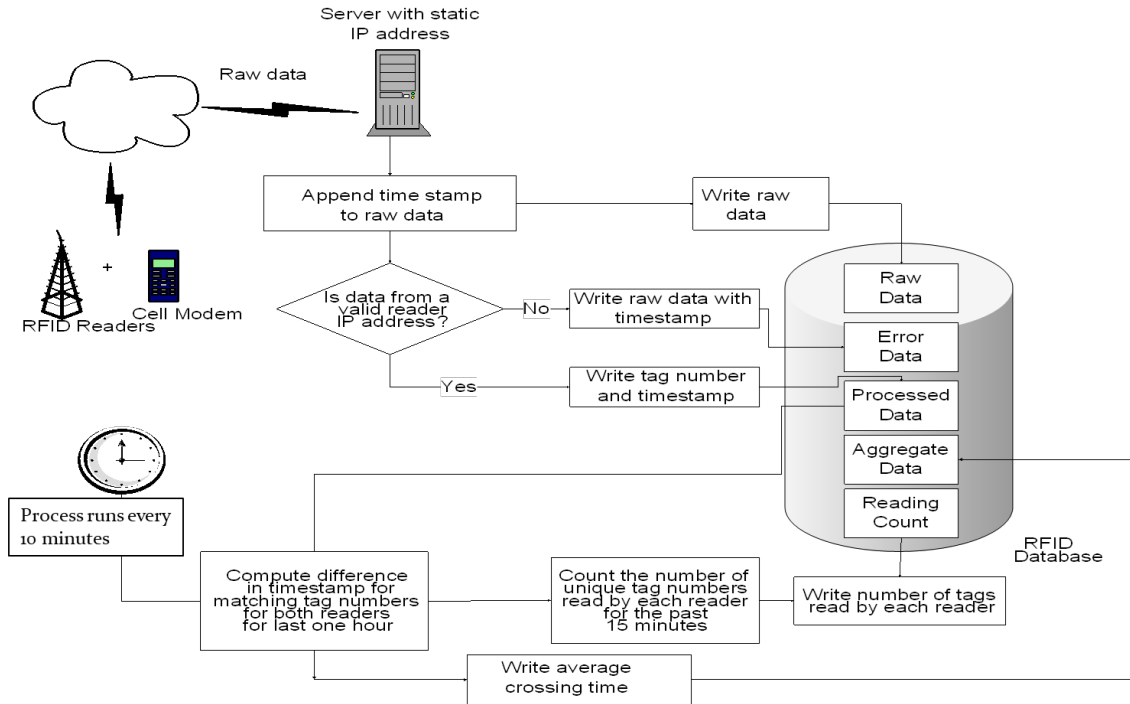 Server with static
IP address
Raw data
Append time stamp
to raw data
Write raw
data
+
RFID Readers
Cell Modem
Is data from a
valid reader
IP address?
No
Write raw data with
timestamp
Yes
Write tag number
and timestamp
Raw
Data
Error
Data
Processed
Data
Aggregate
Data
Reading
Count
RFID
Database
Process runs every
10 minutes
Compute difference
in timestamp for
matching tag numbers
for both readers
for last one hour
Count the number of
unique tag numbers
read by each reader
for the past
15 minutes
Write number of tags
read by each reader
Write average
crossing time